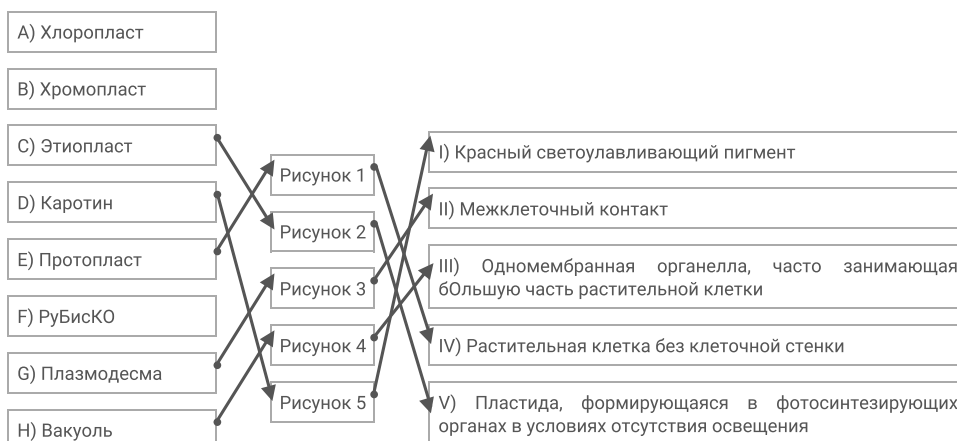 A) Хлоропласт
B) Хромопласт
C) Этиопласт
D) Каротин
E) Протопласт
F) РуБисКО
G) Плазмодесма
H) Вакуоль
Рисунок 1
Рисунок 2
Рисунок 3
Рисунок 4
Рисунок 5
I) Красный светоулавливающий пигмент
II) Межклеточный контакт
III) Одномембранная органелла, часто занимающая
бОльшую часть растительной клетки
IV) Растительная клетка без клеточной стенки
V) Пластида, формирующаяся в фотосинтезирующих
органах в условиях отсутствия освещения